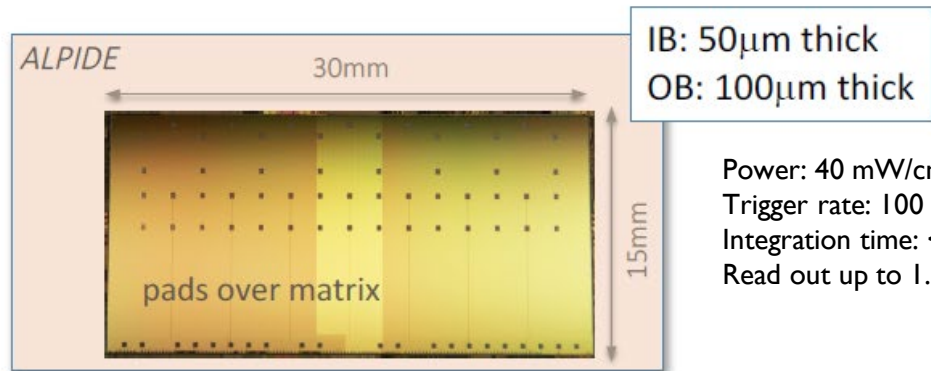 ALPIDE
30mm
IB: 50μm thick
OB: 100μm thick
15mm
pads over matrix
Power: 40 mW/cm
Trigger rate: 100
Integration time: <
Read out up to 1.